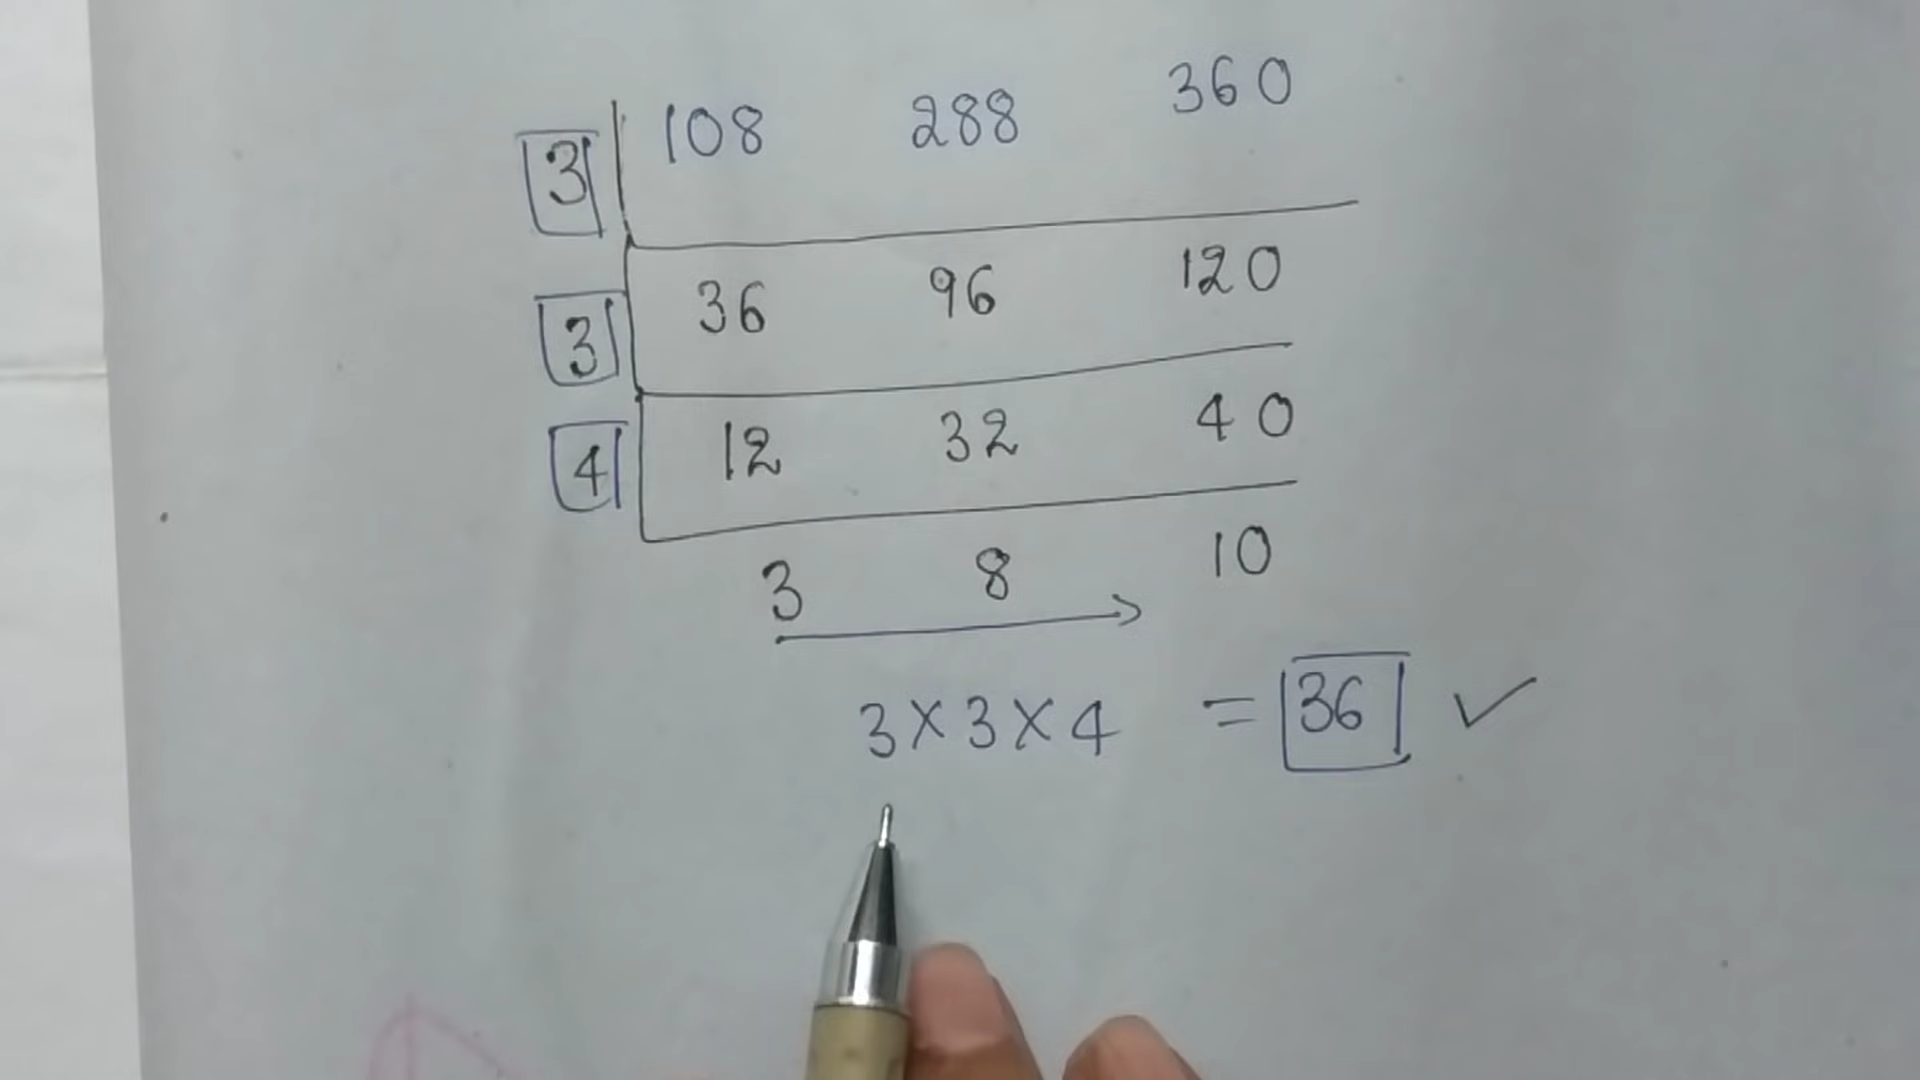 3 108 288 360
3 36 96 120
4 12 32 40
3 8 10
3×3×4 = 36 ✓